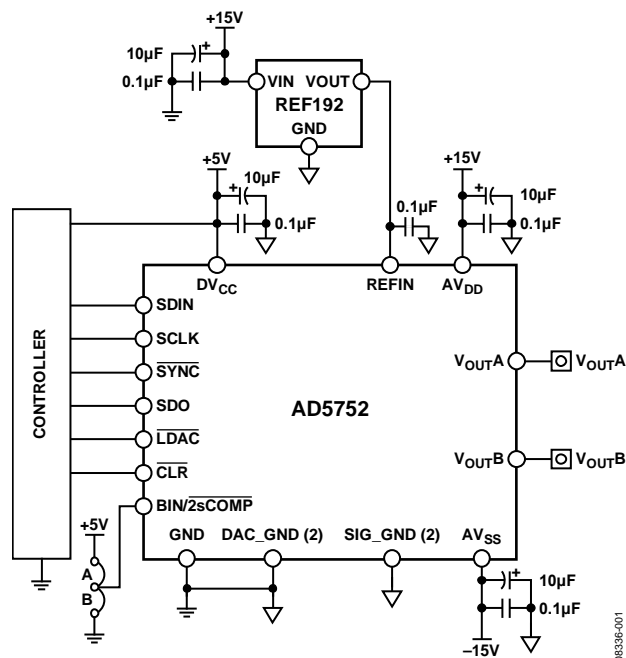 +15V
10µF
+
0.1µF
VIN
VOUT
REF192
GND
+5V
+
10µF
0.1µF
0.1µF
+15V
+
10µF
0.1µF
DVCC
REFIN
AVDD
CONTROLLER
SDIN
SCLK
SYNC
SDO
LDAC
CLR
BIN/2sCOMP
AD5752
VOUTA
VOUTA
VOUTB
VOUTB
+5V
A
B
GND
DAC_GND (2)
SIG_GND (2)
AVSS
+
10µF
0.1µF
–15V
08336-001